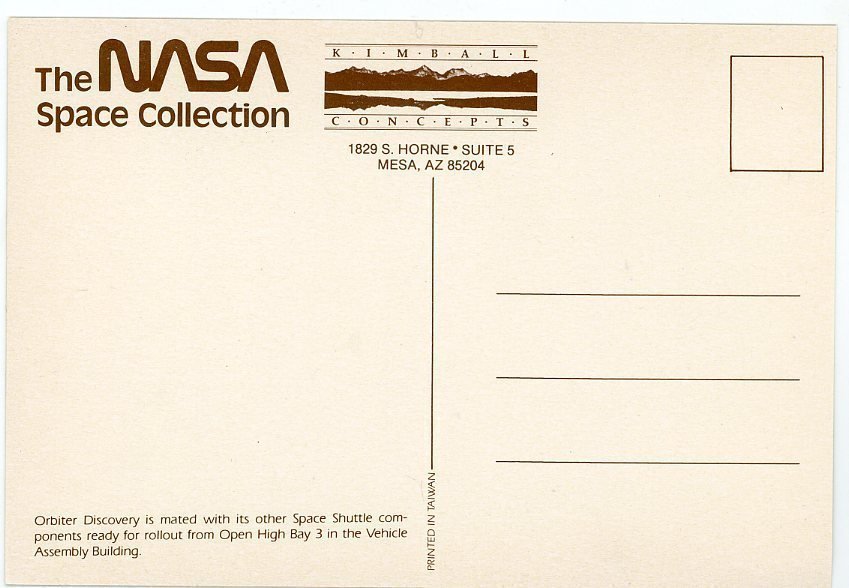 The NASA
Space Collection
K · I · M · B · A · L · L
C · O · N · C · E · P · T · S
1829 S. HORNE • SUITE 5
MESA, AZ 85204
Orbiter Discovery is mated with its other Space Shuttle com-
ponents ready for rollout from Open High Bay 3 in the Vehicle
Assembly Building.
PRINTED IN TAIWAN